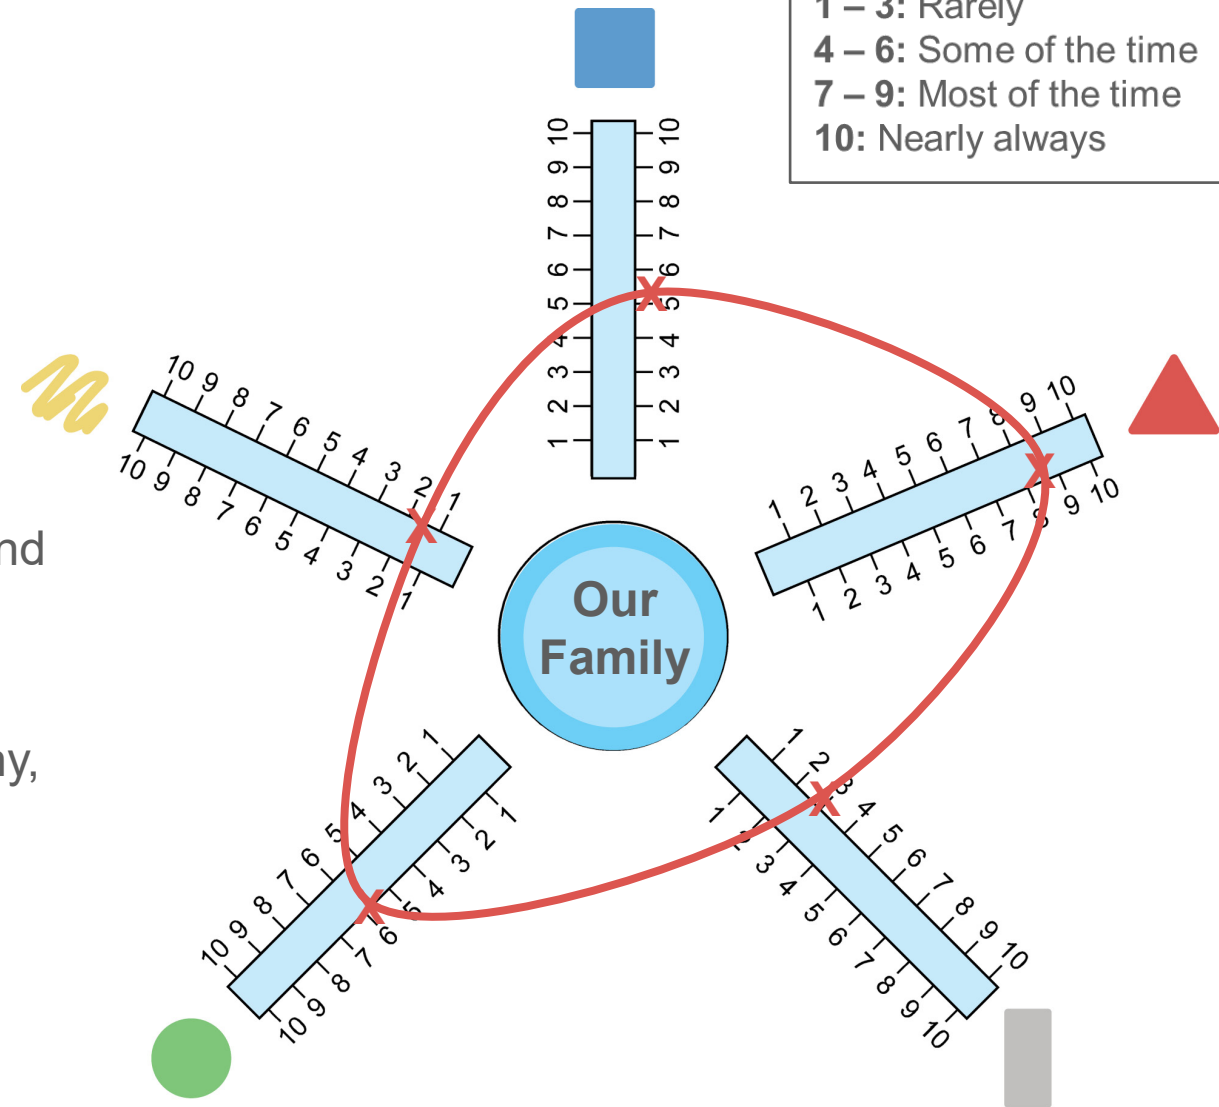 1 – 3: Rarely
4 – 6: Some of the time
7 – 9: Most of the time
10: Nearly always
10 10
9 9
8 8
7 7
6 6
5 5
4 4
3 3
2 2
1 1
10 9 8 7 6 5 4 3 2 1
10 9 8 7 6 5 4 3 2 1
1 2 3 4 5 6 7 8 9 10
1 2 3 4 5 6 7 8 9 10
X
X
X
Our
Family
10 9 8 7 6 5 4 3 2 1
10 9 8 7 6 5 4 3 2 1
1 2 3 4 5 6 7 8 9 10
1 2 3 4 5 6 7 8 9 10
X
X